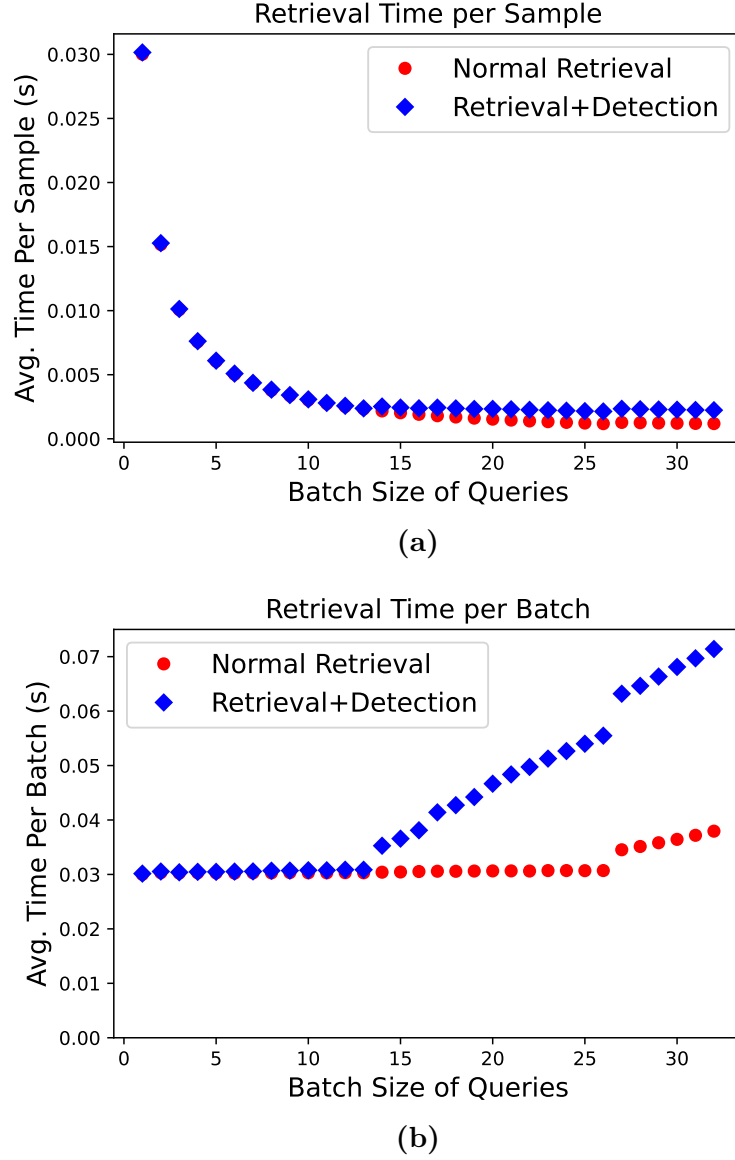 Retrieval Time per Sample
0.030
0.025
0.020
0.015
0.010
0.005
0.000
Avg. Time Per Sample (s)
Normal Retrieval
Retrieval+Detection
0 5 10 15 20 25 30
Batch Size of Queries
(a)
Retrieval Time per Batch
0.07
0.06
0.05
0.04
0.03
0.02
0.01
0.00
Avg. Time Per Batch (s)
Normal Retrieval
Retrieval+Detection
0 5 10 15 20 25 30
Batch Size of Queries
(b)